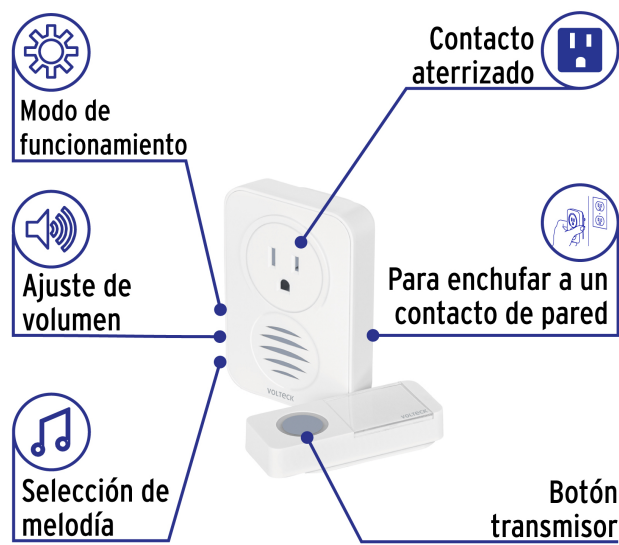 Modo de
funcionamiento
Contacto
aterrizado
Ajuste de
volumen
Para enchufar a un
contacto de pared
VOLTECK
VOLTECK
Selección de
melodía
Botón
transmisor